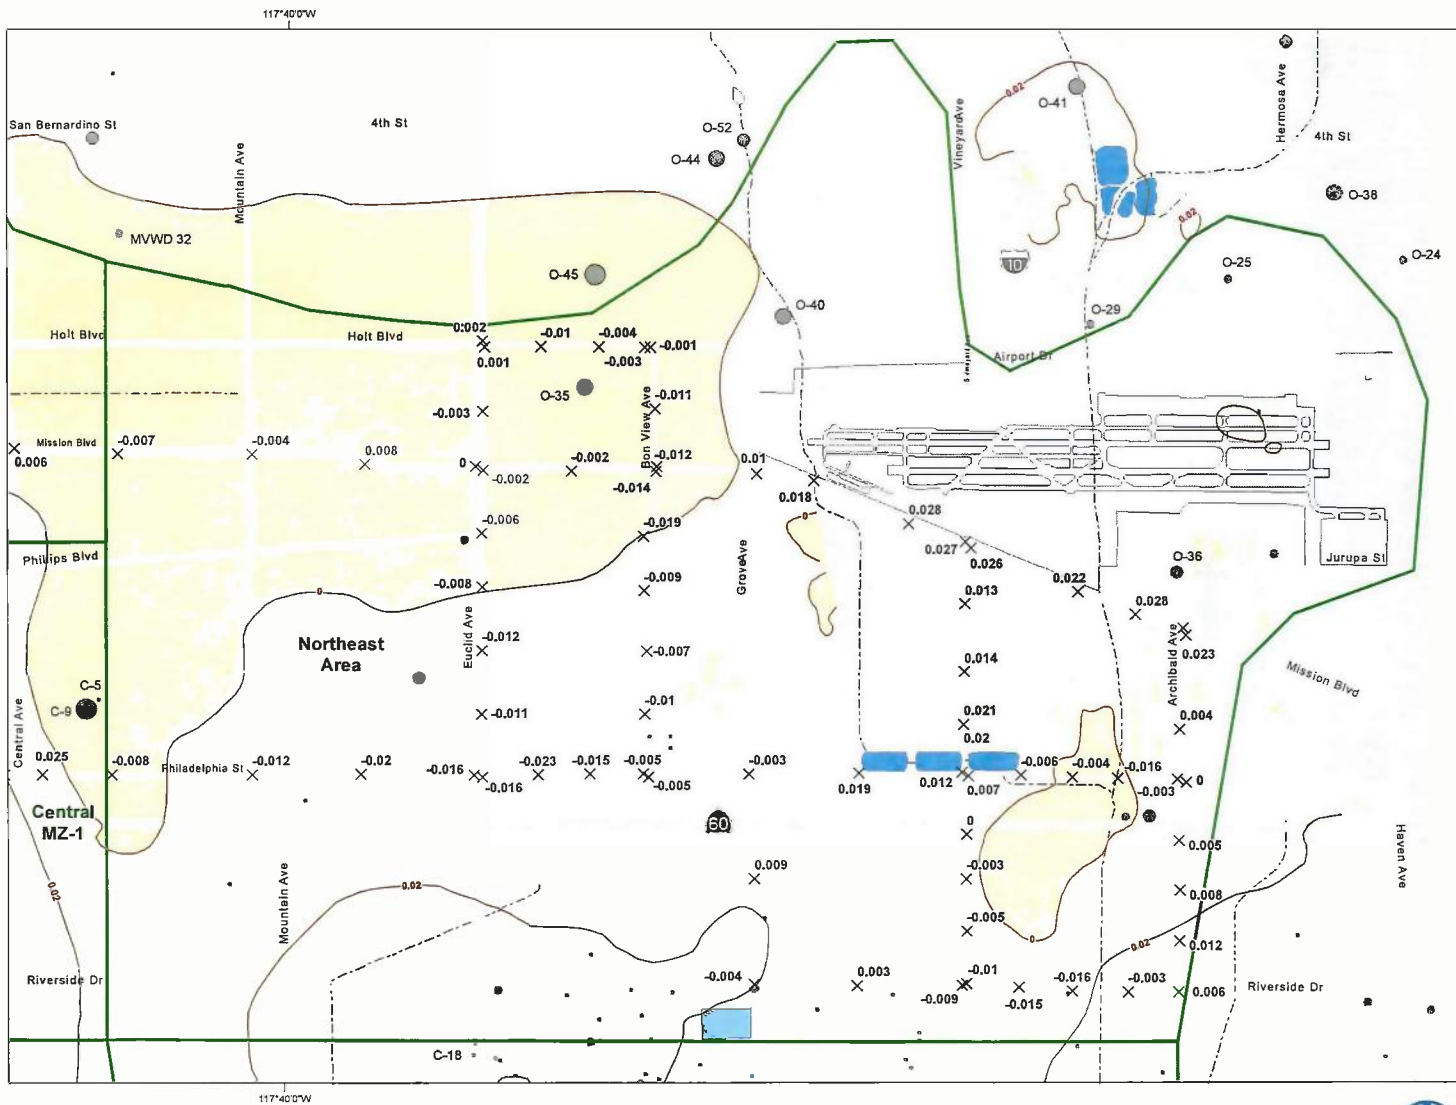 117°40'0"W
San Bernardino St
4th St
O-52
O-44
O-41
0.02
Hermosa Ave
4th St
Vineyard Ave
Mountain Ave
O-38
MVWD 32
O-45
0.02
10
O-25
O-24
O-40
O-29
Holt Blvd
Holt Blvd
0.002
-0.01
-0.004
0.001
-0.003
-0.001
Airport Dr
O-35
-0.003
Bon View Ave
-0.011
Mission Blvd
-0.007
-0.004
0.008
0
-0.002
-0.002
-0.012
-0.014
0.01
0.006
0.018
0.028
-0.006
-0.019
0
0.027
0.026
Phillips Blvd
Jurupa St
O-36
-0.008
-0.009
Grove Ave
0.022
0
0.013
0.028
Euclid Ave
-0.012
-0.007
0.014
Archibald Ave
0.023
Northeast
Area
Mission Blvd
C-5
C-9
-0.011
-0.01
0.021
0.004
0.02
Central Ave
0.025
-0.008
Philadelphia St
-0.012
-0.02
-0.016
-0.016
-0.023
-0.015
-0.005
-0.005
-0.003
0.019
0.012
0.007
-0.006
-0.004
-0.016
-0.003
0
Central
MZ-1
60
0
0.005
Haven Ave
0.02
Mountain Ave
0.02
0.009
-0.003
0.008
-0.005
0
0.02
0.012
Riverside Dr
-0.004
0.003
-0.009
-0.01
-0.015
-0.016
-0.003
0.006
Riverside Dr
C-18
117°40'0"W